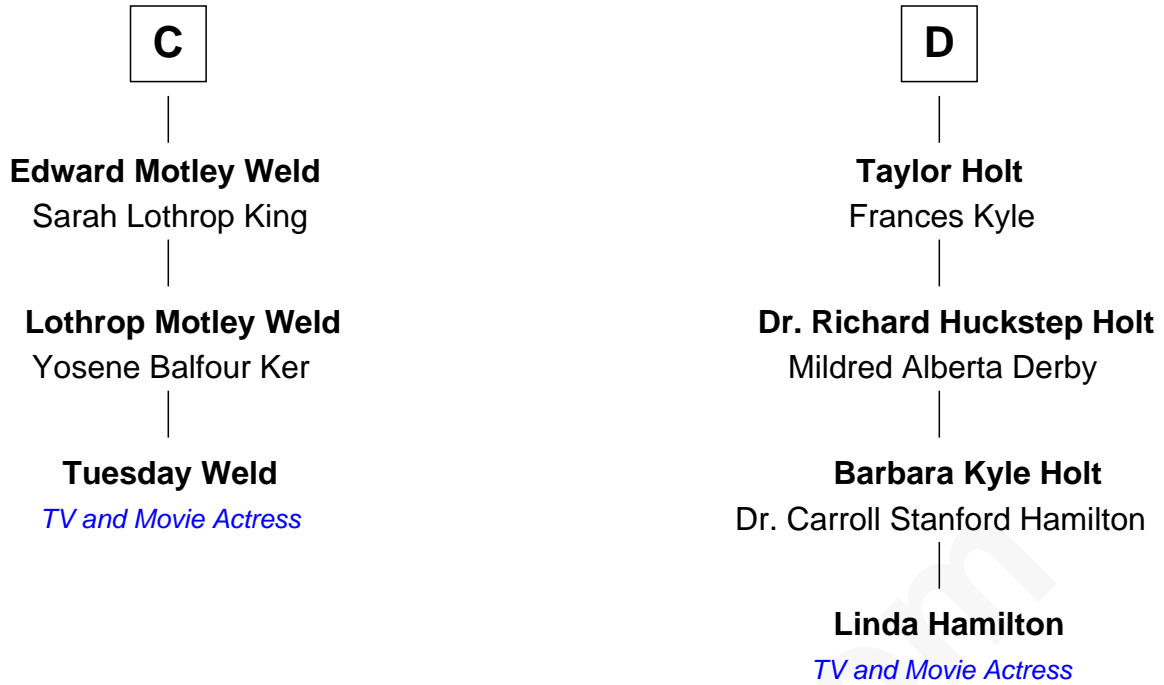 C
Edward Motley Weld
Sarah Lothrop King
Lothrop Motley Weld
Yosene Balfour Ker
Tuesday Weld
TV and Movie Actress
D
Taylor Holt
Frances Kyle
Dr. Richard Huckstep Holt
Mildred Alberta Derby
Barbara Kyle Holt
Dr. Carroll Stanford Hamilton
Linda Hamilton
TV and Movie Actress